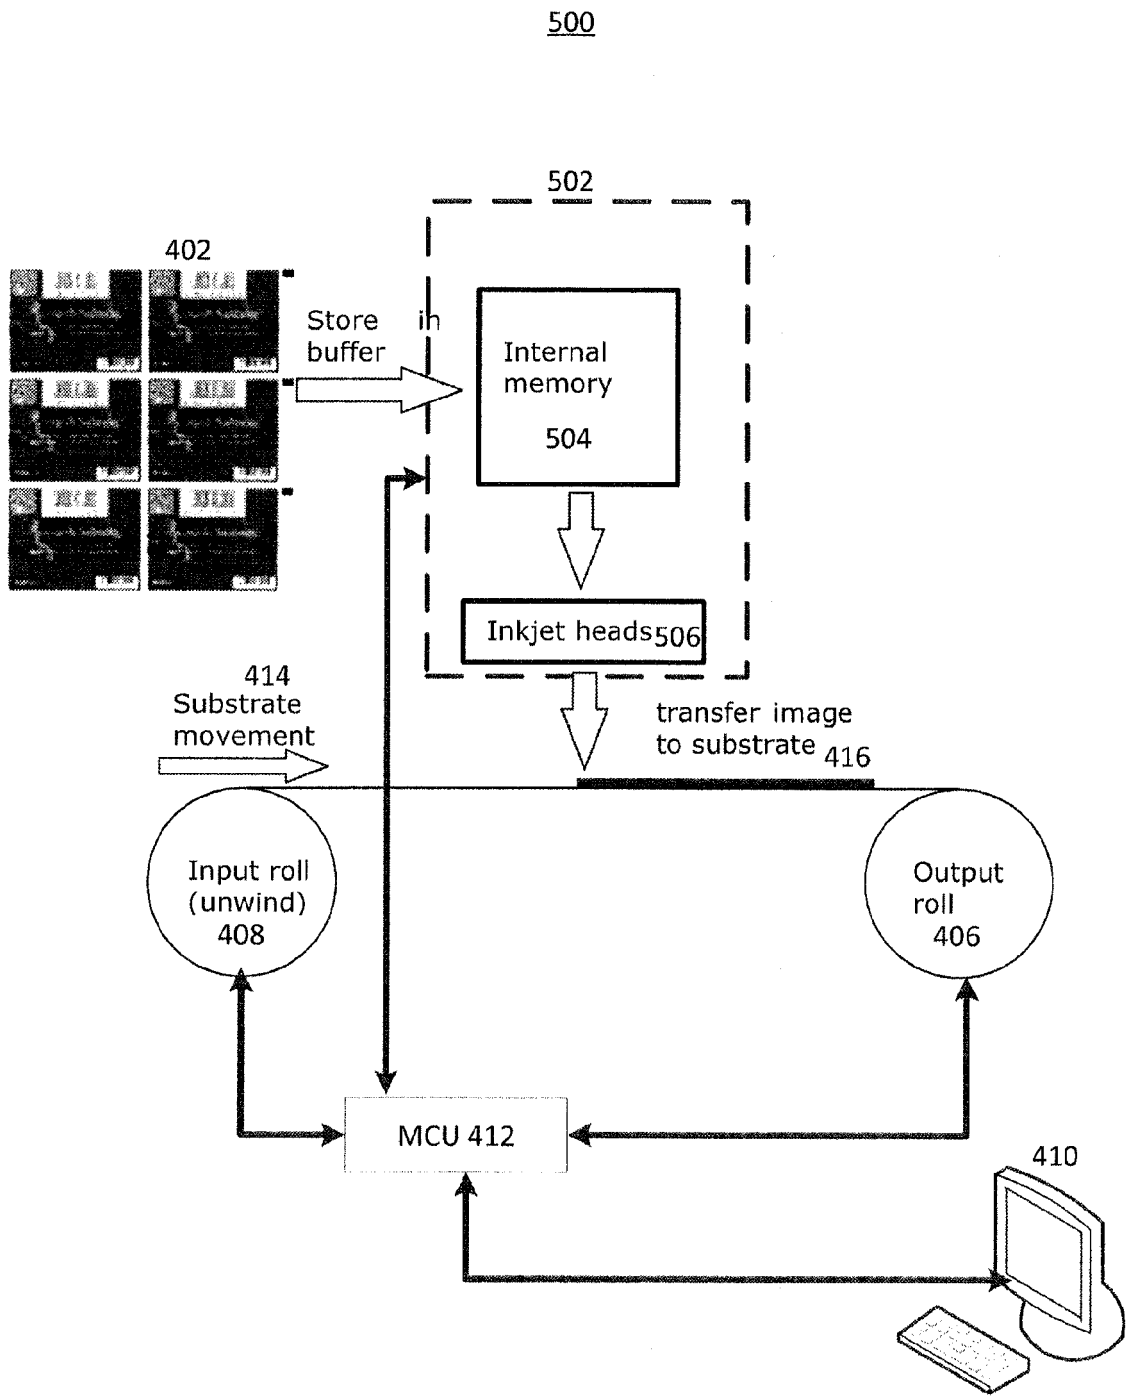 500
502
402
Store in
buffer
Internal
memory
504
Inkjet heads506
414
Substrate
movement
transfer image
to substrate
416
Input roll
(unwind)
408
Output
roll
406
MCU 412
410